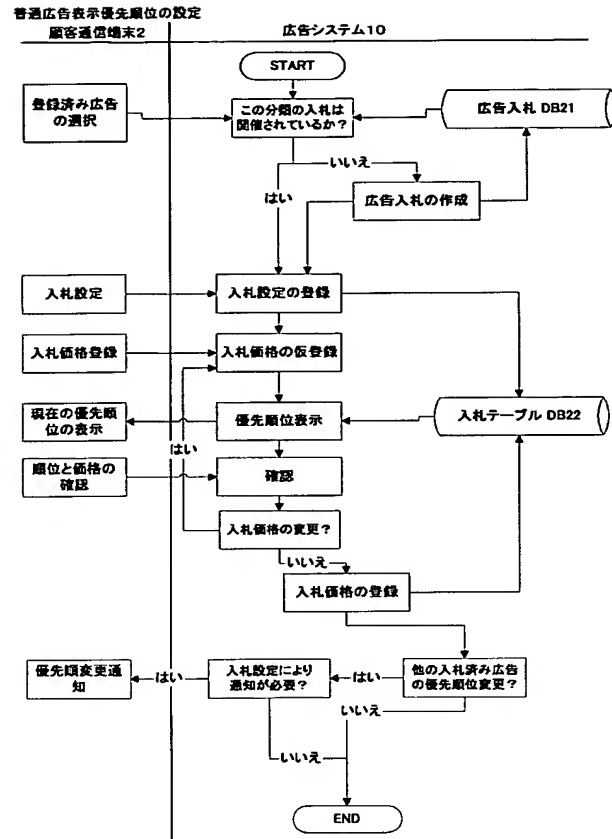 普通広告表示優先順位の設定
顧客通信端末2
広告システム10
START
登録済み広告
の選択
この分類の入札は
開催されているか?
広告入札 DB21
いいえ
はい
広告入札の作成
入札設定
入札設定の登録
入札価格登録
入札価格の仮登録
現在の優先順
位の表示
優先順位表示
入札テーブル DB22
はい
順位と価格の
確認
確認
入札価格の変更?
いいえ
入札価格の登録
優先順変更通
知
はい
入札設定により
通知が必要?
はい
他の入札済み広告
の優先順位変更?
いいえ
いいえ
END